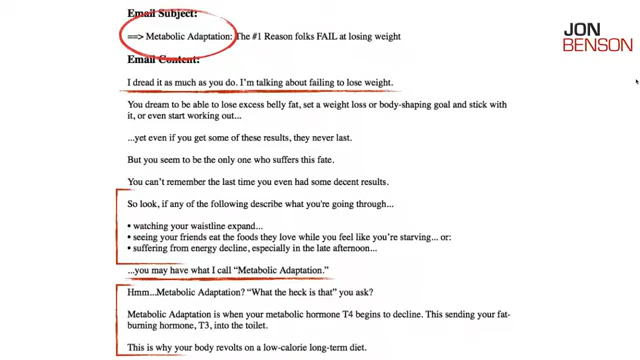 Email Subject:
==> Metabolic Adaptation: The #1 Reason folks FAIL at losing weight
Email Content:
I dread it as much as you do. I'm talking about failing to lose weight.
You dream to be able to lose excess belly fat, set a weight loss or body-shaping goal and stick with
it, or even start working out...
...yet even if you get some of these results, they never last.
But you seem to be the only one who suffers this fate.
You can't remember the last time you even had some decent results.
So look, if any of the following describe what you're going through...
• watching your waistline expand...
• seeing your friends eat the foods they love while you feel like you're starving... or:
• suffering from energy decline, especially in the late afternoon...
...you may have what I call “Metabolic Adaptation.”
Hmm...Metabolic Adaptation? “What the heck is that” you ask?
Metabolic Adaptation is when your metabolic hormone T4 begins to decline. This sending your fat-
burning hormone, T3, into the toilet.
This is why your body revolts on a low-calorie long-term diet.
JON
BENSON